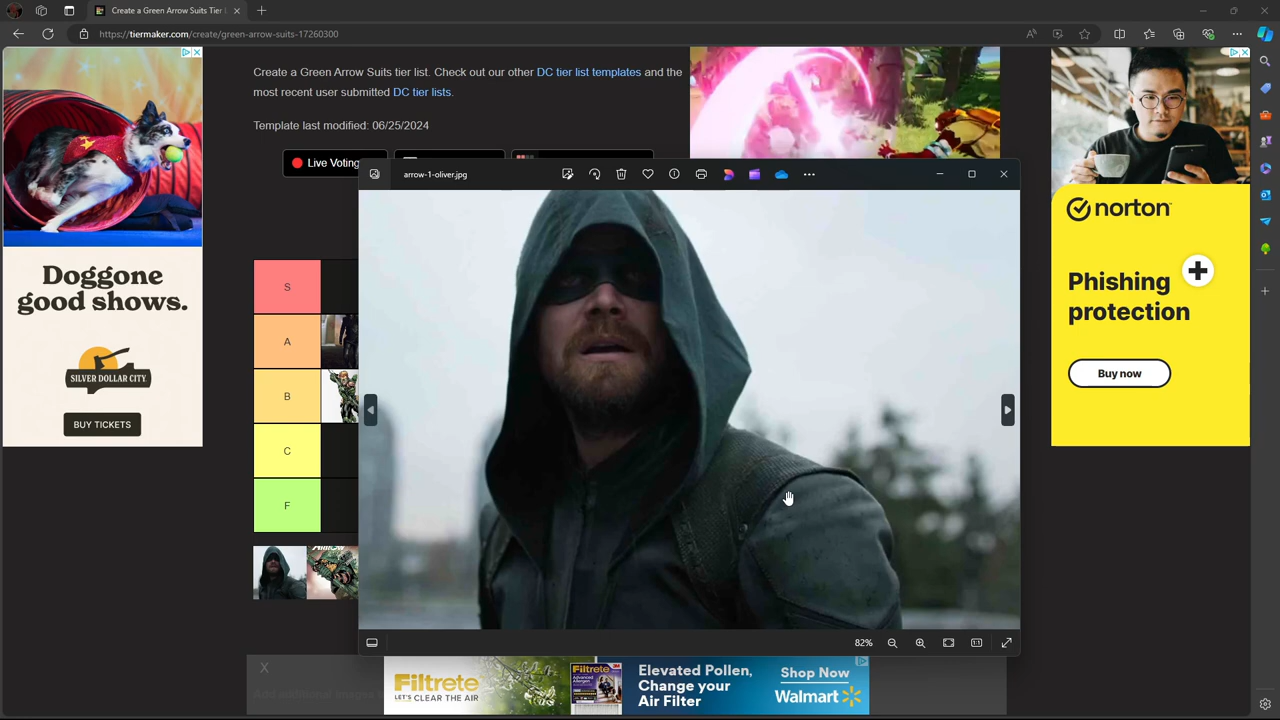 Create a Green Arrow Suits Tier
https://tiermaker.com/create/green-arrow-suits-17260300
Create a Green Arrow Suits tier list. Check out our other DC tier list templates and the
most recent user submitted DC tier lists.
Template last modified: 06/25/2024
Live Voting
arrow-1-oliver.jpg
S
A
B
C
F
82%
Doggone
good shows.
SILVER DOLLAR CITY.
BUY TICKETS
norton
Phishing
protection
Buy now
X
Filtrete
LET'S CLEAR THE AIR
Filtrete
Elevated Pollen,
Change your
Air Filter
Shop Now
Walmart